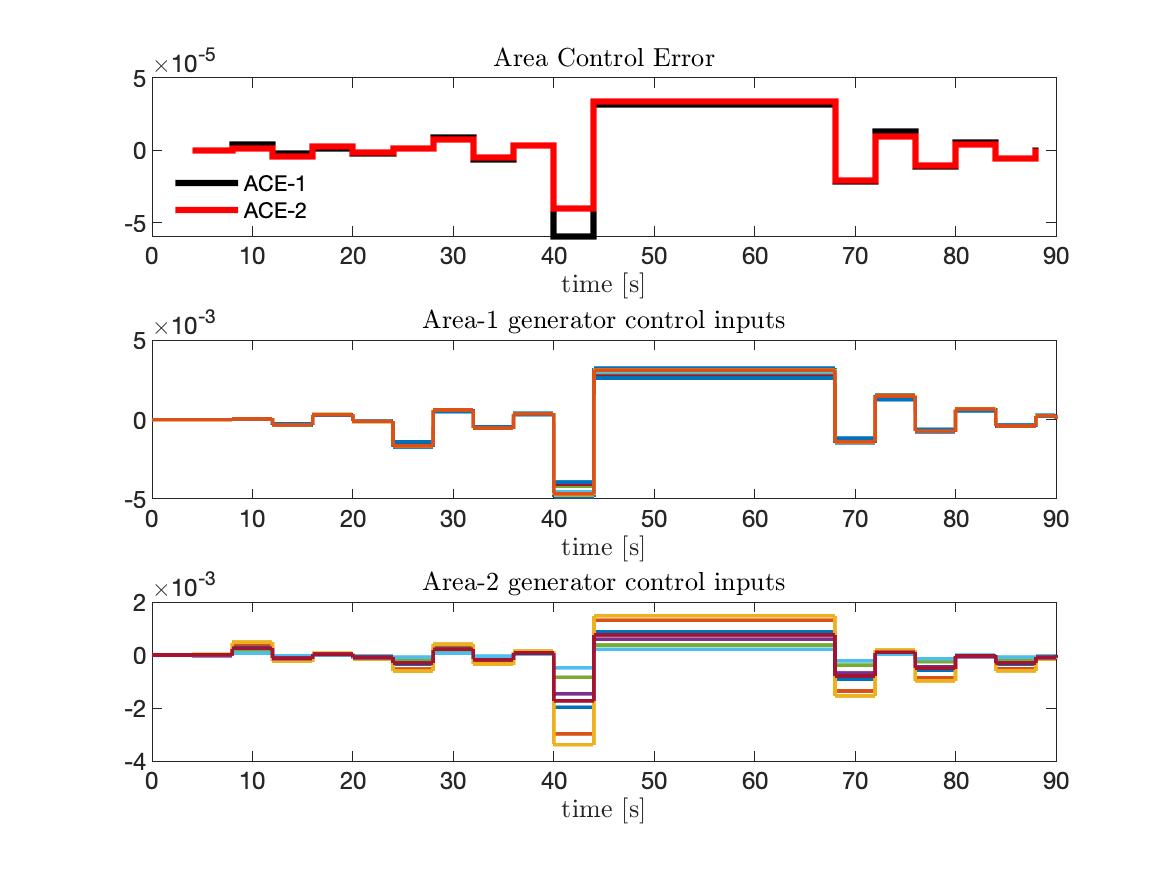 Area Control Error
×10-5
5
0
-5
ACE-1
ACE-2
0 10 20 30 40 50 60 70 80 90
time [s]
Area-1 generator control inputs
×10-3
5
0
-5
0 10 20 30 40 50 60 70 80 90
time [s]
Area-2 generator control inputs
×10-3
2
0
-2
-4
0 10 20 30 40 50 60 70 80 90
time [s]